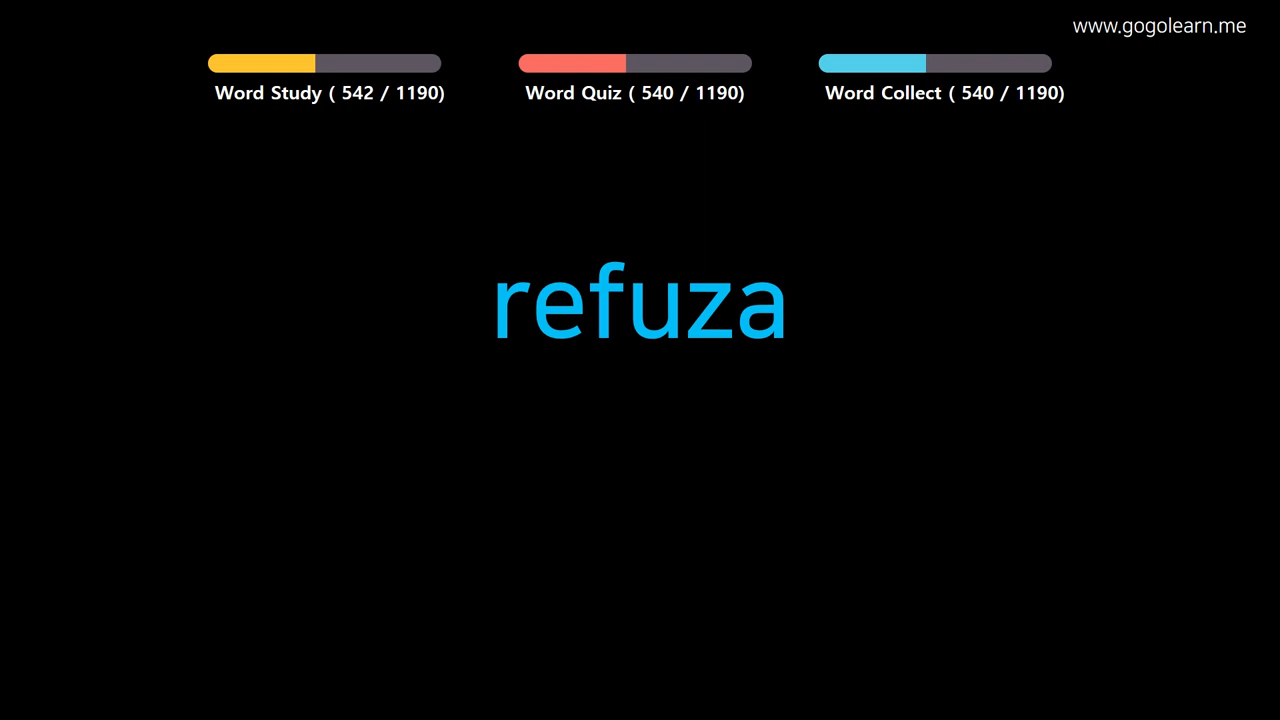 www.gogolearn.me
Word Study ( 542 / 1190)
Word Quiz ( 540 / 1190)
Word Collect ( 540 / 1190)
refuza